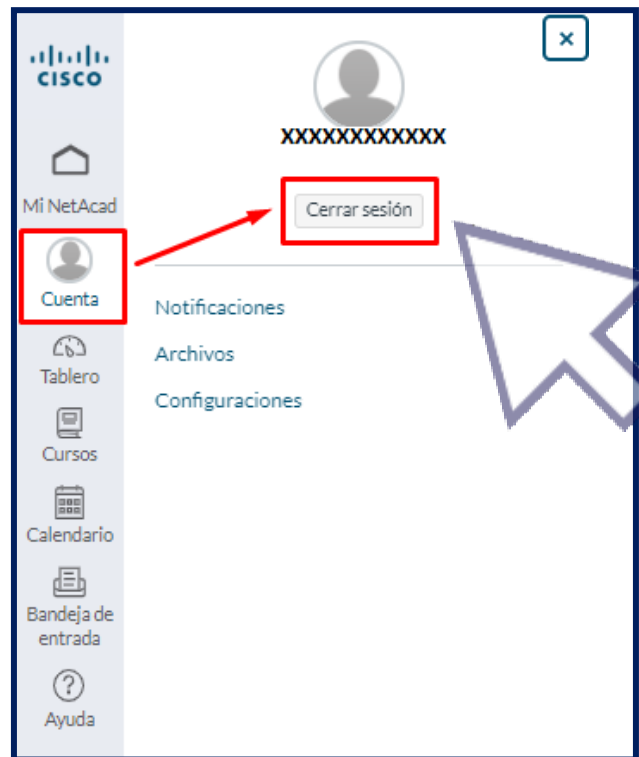 CISCO
Mi NetAcad
Cuenta
Tablero
Cursos
Calendario
Bandeja de
entrada
Ayuda
×
XXXXXXXXXXXX
Cerrar sesión
Notificaciones
Archivos
Configuraciones